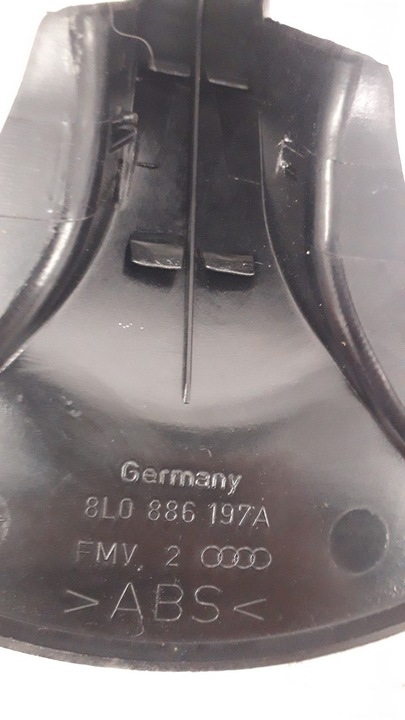 Germany
8L0 886 197A
FMV. 2
>ABS<